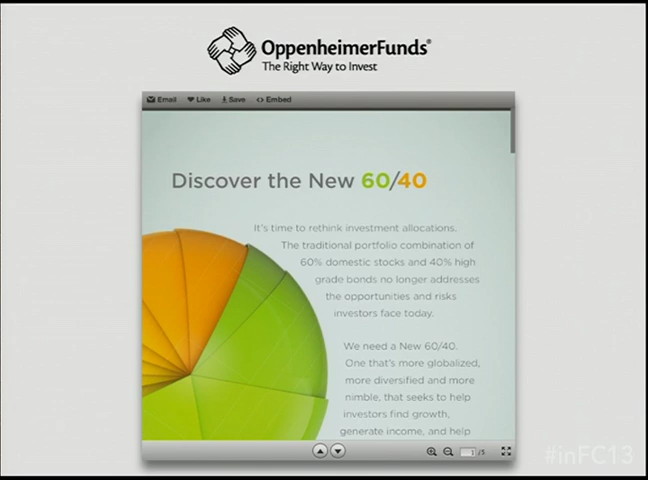 OppenheimerFunds®
The Right Way to Invest
Email Like Save <> Embed
Discover the New 60/40
It's time to rethink investment allocations.
The traditional portfolio combination of
60% domestic stocks and 40% high
grade bonds no longer addresses
the opportunities and risks
investors face today.
We need a New 60/40.
One that's more globalized,
more diversified and more
nimble, that seeks to help
investors find growth,
generate income, and help
1 /5
#inFC13